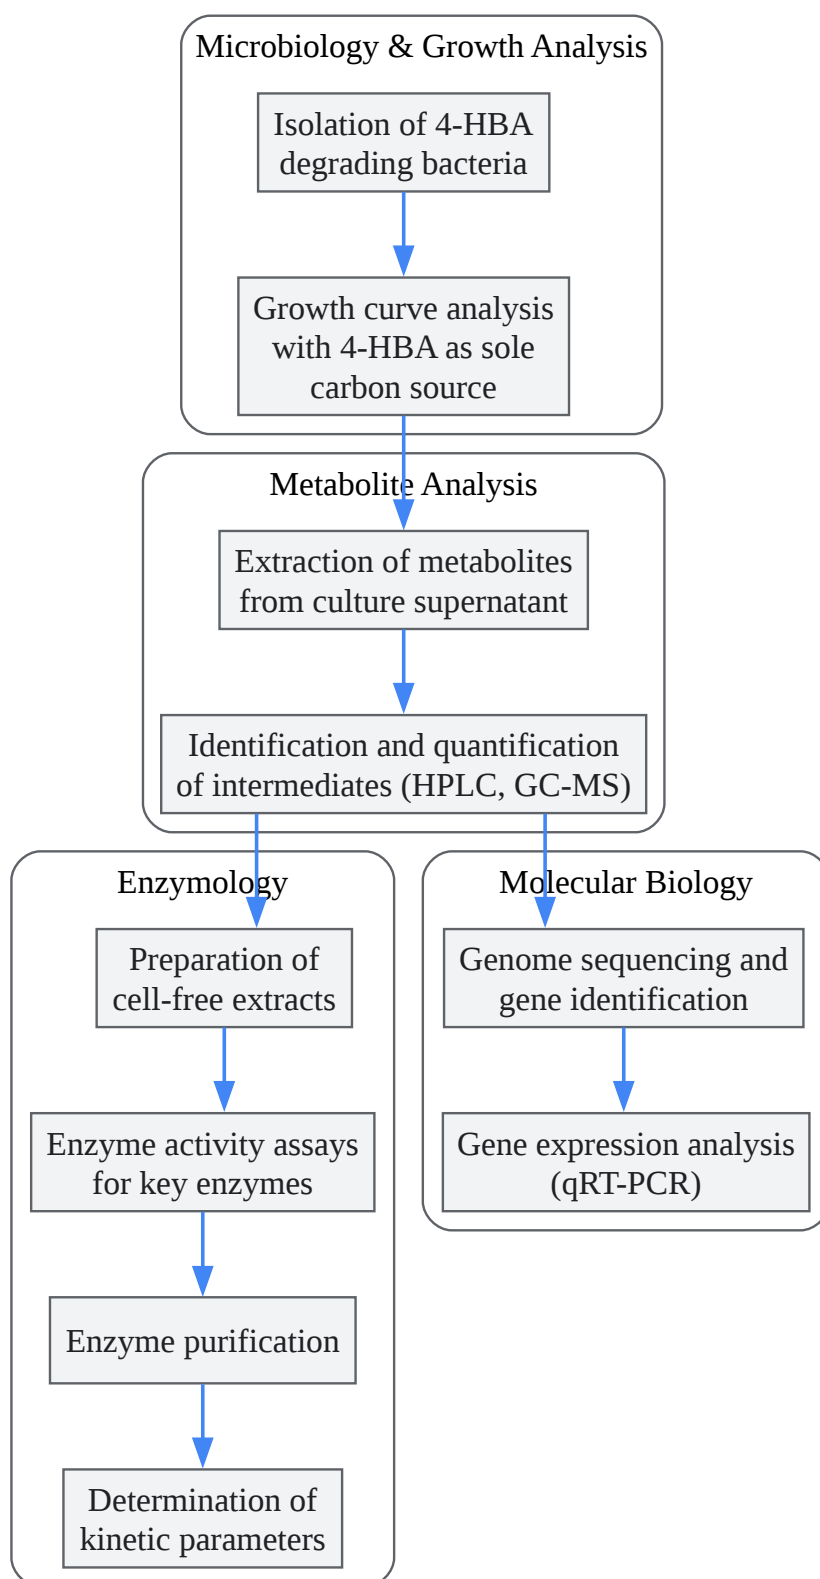 Microbiology & Growth Analysis
Isolation of 4-HBA
degrading bacteria
Growth curve analysis
with 4-HBA as sole
carbon source
Metabolite Analysis
Extraction of metabolites
from culture supernatant
Identification and quantification
of intermediates (HPLC, GC-MS)
Enzymology
Preparation of
cell-free extracts
Enzyme activity assays
for key enzymes
Enzyme purification
Determination of
kinetic parameters
Molecular Biology
Genome sequencing and
gene identification
Gene expression analysis
(qRT-PCR)